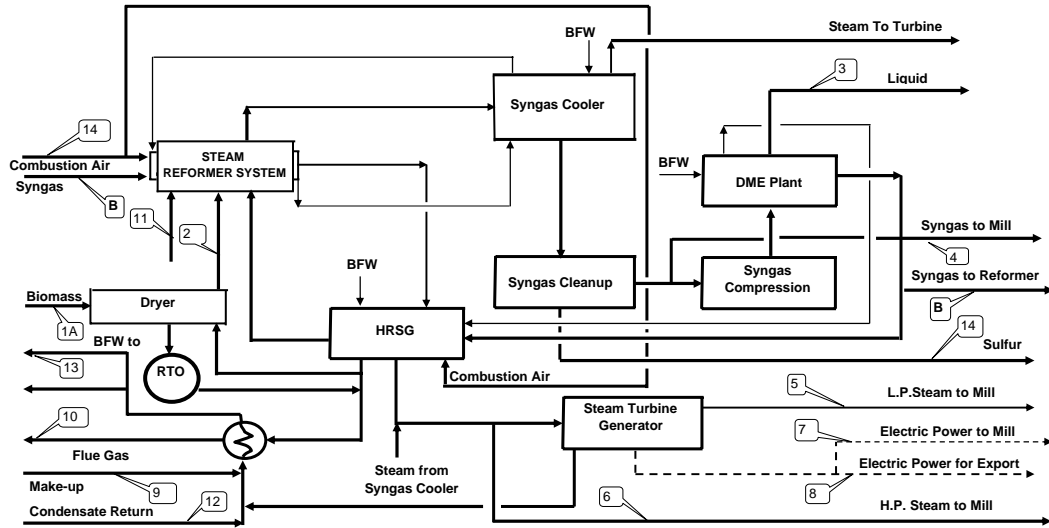 BFW
Steam To Turbine
3
Liquid
Syngas Cooler
14
Combustion Air
Syngas
B
STEAM
REFORMER SYSTEM
BFW
DME Plant
11
2
Syngas to Mill
4
BFW
Syngas Cleanup
Syngas
Compression
Syngas to Reformer
B
Biomass
1A
Dryer
HRSG
14
Sulfur
BFW to
13
RTO
Combustion Air
5
L.P.Steam to Mill
Steam Turbine
Generator
10
7
Electric Power to Mill
Flue Gas
Steam from
Syngas Cooler
Electric Power for Export
8
Make-up
9
Condensate Return
12
6
H.P. Steam to Mill